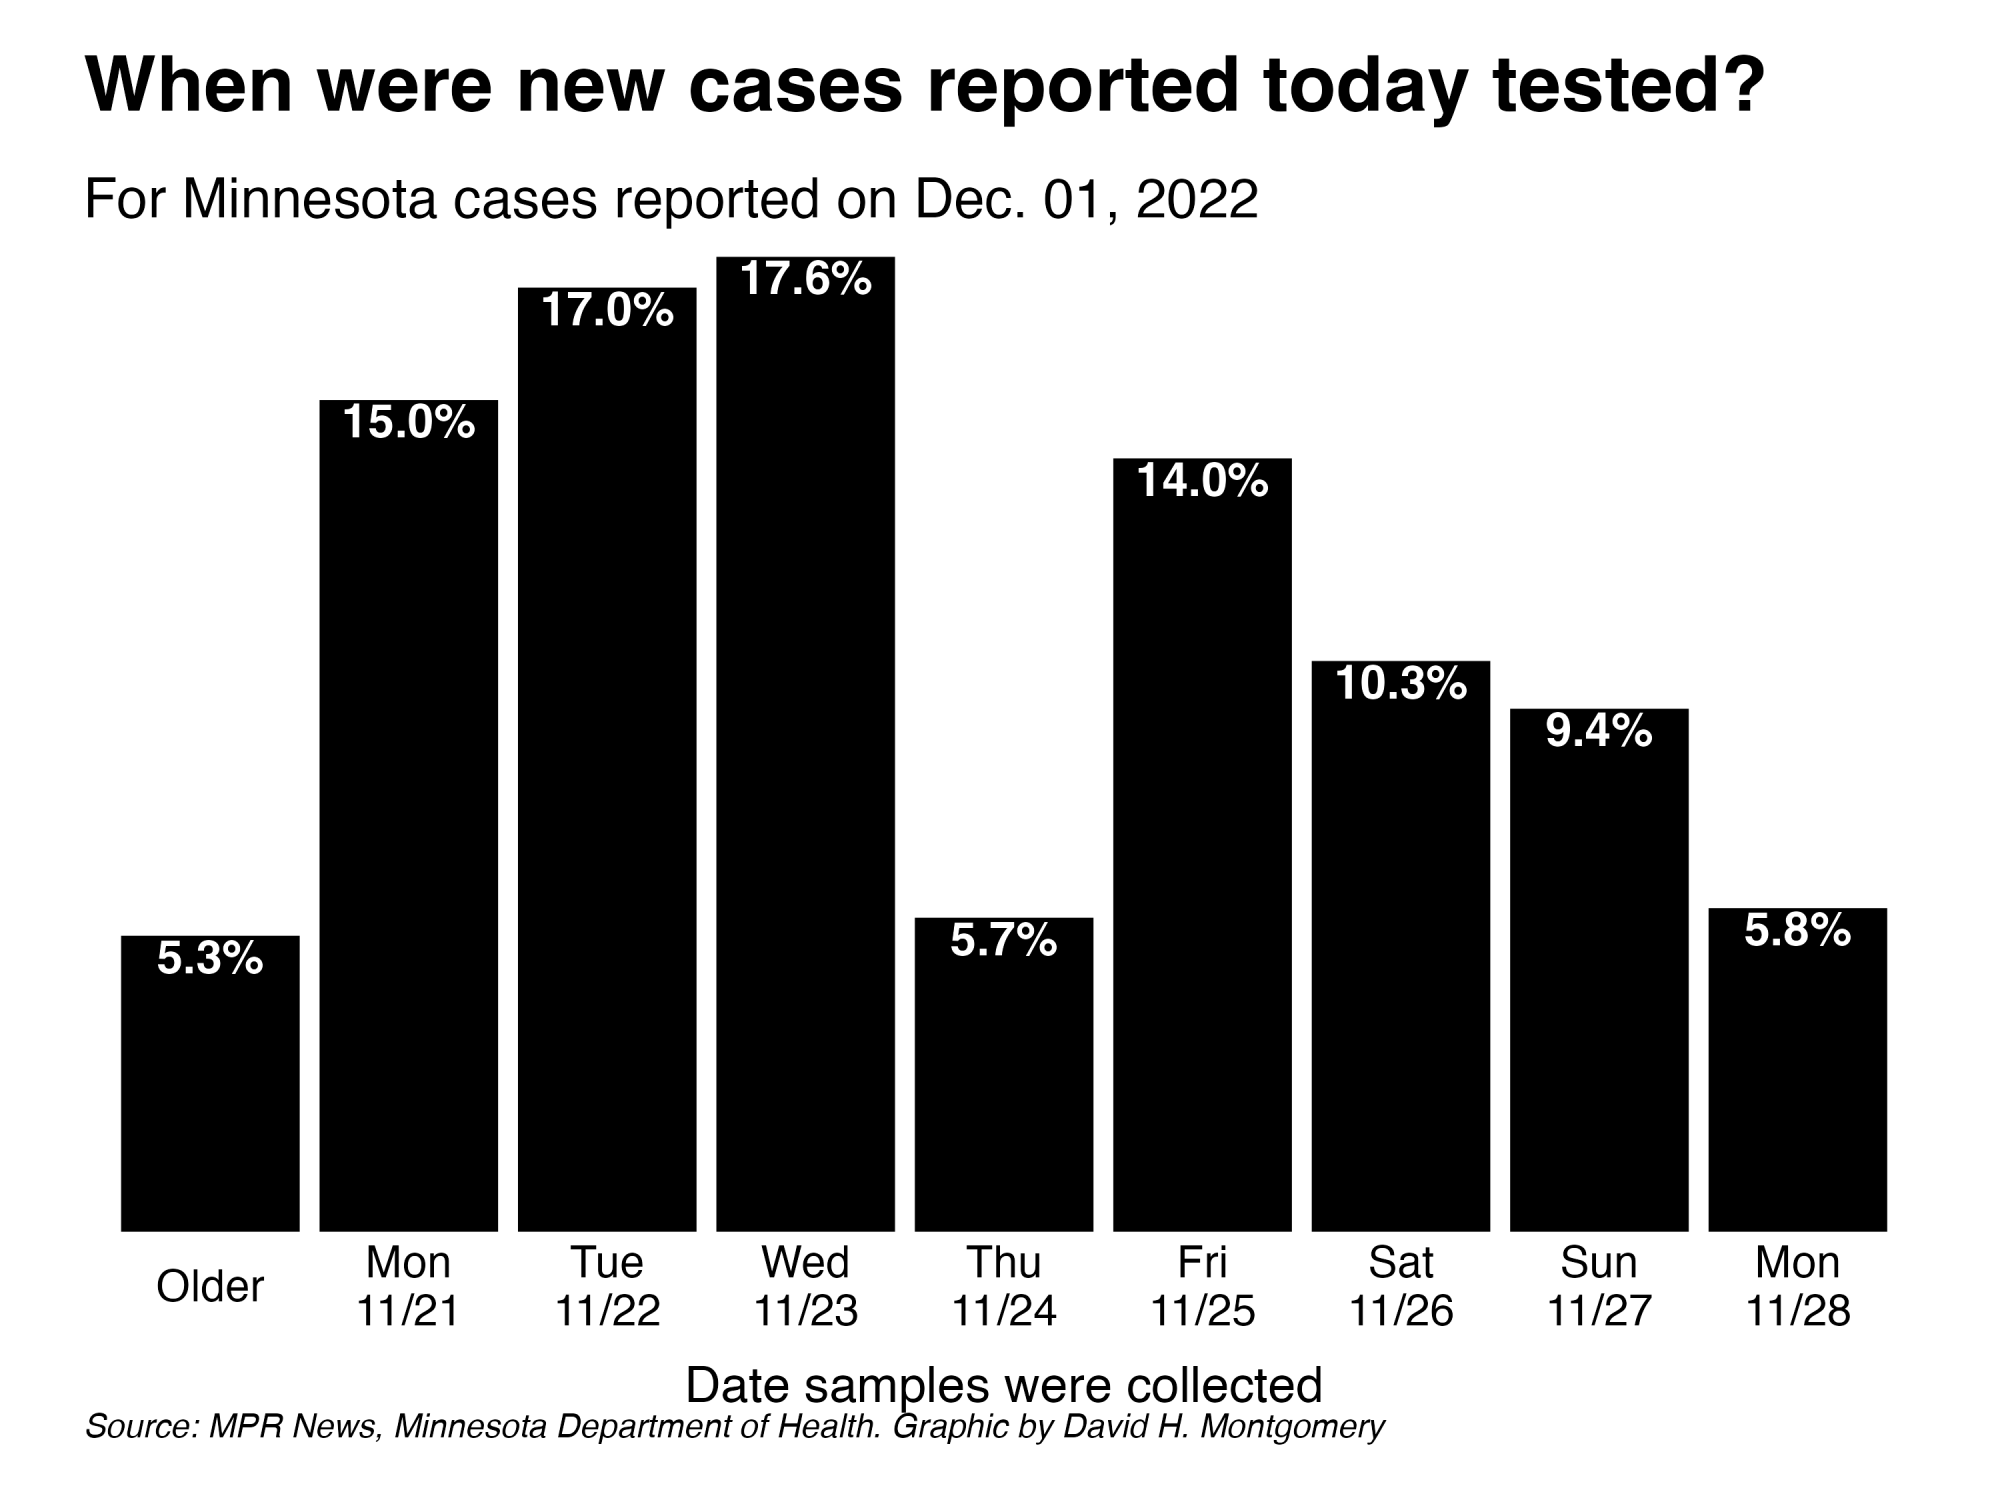 When were new cases reported today tested?
For Minnesota cases reported on Dec. 01, 2022
5.3%
15.0%
17.0%
17.6%
5.7%
14.0%
10.3%
9.4%
5.8%
Older
Mon
11/21
Tue
11/22
Wed
11/23
Thu
11/24
Fri
11/25
Sat
11/26
Sun
11/27
Mon
11/28
Date samples were collected
Source: MPR News, Minnesota Department of Health. Graphic by David H. Montgomery